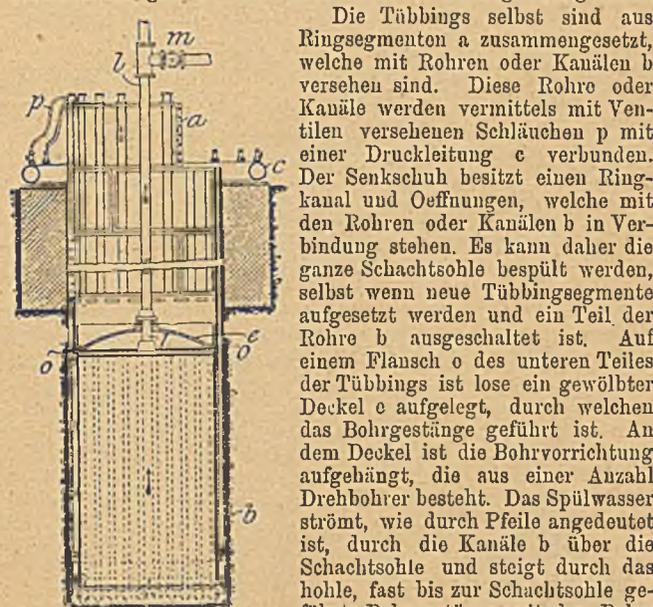 Die Tübbings selbst sind aus
Ringsegmenten a zusammengesetzt,
welche mit Rohren oder Kanälen b
versehen sind. Diese Rohre oder
Kanäle werden vermittels mit Ven-
tilen versehenen Schläuchen p mit
einer Druckleitung c verbunden.
Der Senkschuh besitzt einen Ring-
kanal und Oeffnungen, welche mit
den Rohren oder Kanälen b in Ver-
bindung stehen. Es kann daher die
ganze Schachtsohle bespült werden,
selbst wenn neue Tübbingsegmente
aufgesetzt werden und ein Teil der
Rohre b ausgeschaltet ist. Auf
einem Flansch o des unteren Teiles
der Tübbings ist lose ein gewölbter
Deckel e aufgelegt, durch welchen
das Bohrgestänge geführt ist. An
dem Deckel ist die Bohrvorrichtung
aufgehängt, die aus einer Anzahl
Drehbohrer besteht. Das Spülwasser
strömt, wie durch Pfeile angedeutet
ist, durch die Kanäle b über die
Schachtsohle und steigt durch das
hohle, fast bis zur Schachtsohle ge-
m
l
p
a
c
e
o
o
b